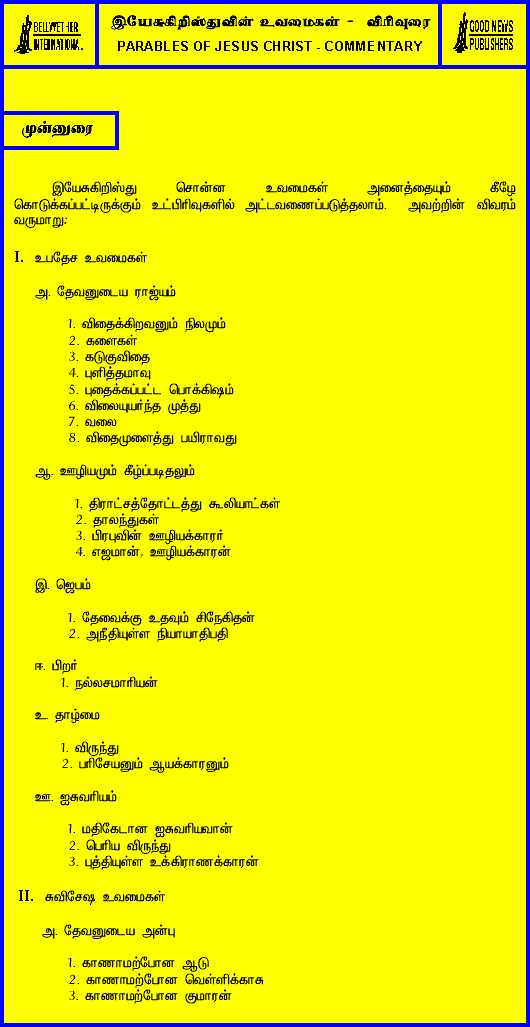 BELLWETHER
INTERNATIONAL
இயேசுகிறிஸ்துவின் உவமைகள் - விரிவுரை
PARABLES OF JESUS CHRIST - COMMENTARY
GOOD NEWS
PUBLISHERS
முன்னுரை
இயேசுகிறிஸ்து சொன்ன உவமைகள் அனைத்தையும் கீழே
கொடுக்கப்பட்டிருக்கும் உட்பிரிவுகளில் அட்டவணைப்படுத்தலாம். அவற்றின் விவரம்
வருமாறு:
I. உபதேச உவமைகள்
அ. தேவனுடைய ராஜ்யம்
1. விதைக்கிறவனும் நிலமும்
2. களைகள்
3. கடுகுவிதை
4. புளித்தமாவு
5. புதைக்கப்பட்ட பொக்கிஷம்
6. விலையுயர்ந்த முத்து
7. வலை
8. விதைமுளைத்து பயிராவது
ஆ. ஊழியமும் கீழ்ப்படிதலும்
1. திராட்சத்தோட்டத்து கூலியாட்கள்
2. தாலந்துகள்
3. பிரபுவின் ஊழியக்காரர்
4. எஜமான், ஊழியக்காரன்
இ. ஜெபம்
1. தேவைக்கு உதவும் சிநேகிதன்
2. அநீதியுள்ள நியாயாதிபதி
ஈ. பிறர்
1. நல்லசமாரியன்
உ. தாழ்மை
1. விருந்து
2. பரிசேயனும் ஆயக்காரனும்
ஊ. ஐசுவரியம்
1. மதிகேடான ஐசுவரியவான்
2. பெரிய விருந்து
3. புத்தியுள்ள உக்கிராணக்காரன்
II. சுவிசேஷ உவமைகள்
அ. தேவனுடைய அன்பு
1. காணாமற்போன ஆடு
2. காணாமற்போன வெள்ளிக்காசு
3. காணாமற்போன குமாரன்